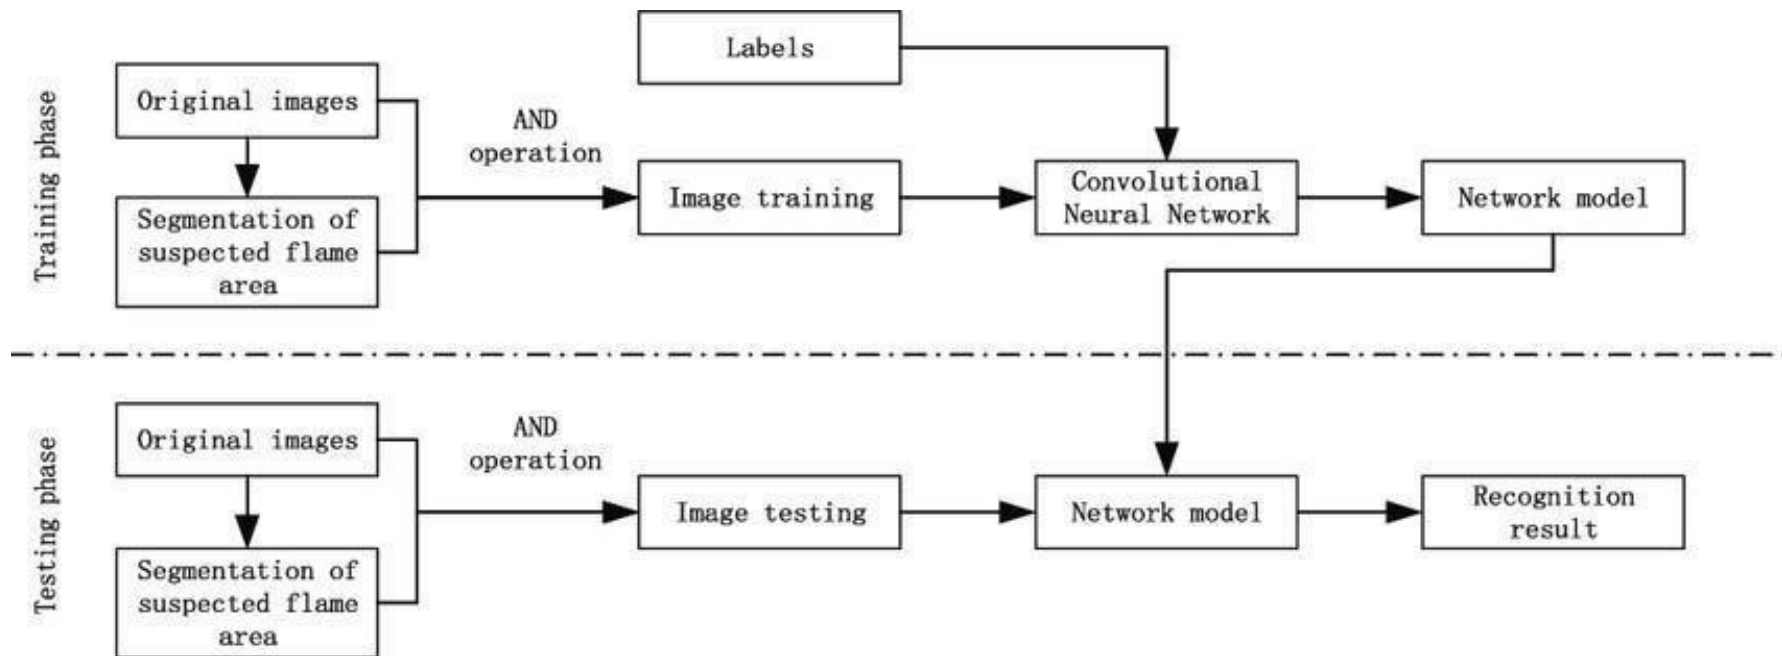 Training phase
Original images
Segmentation of
suspected flame
area
AND
operation
Labels
Image training
Convolutional
Neural Network
Network model
Testing phase
Original images
Segmentation of
suspected flame
area
AND
operation
Image testing
Network model
Recognition
result